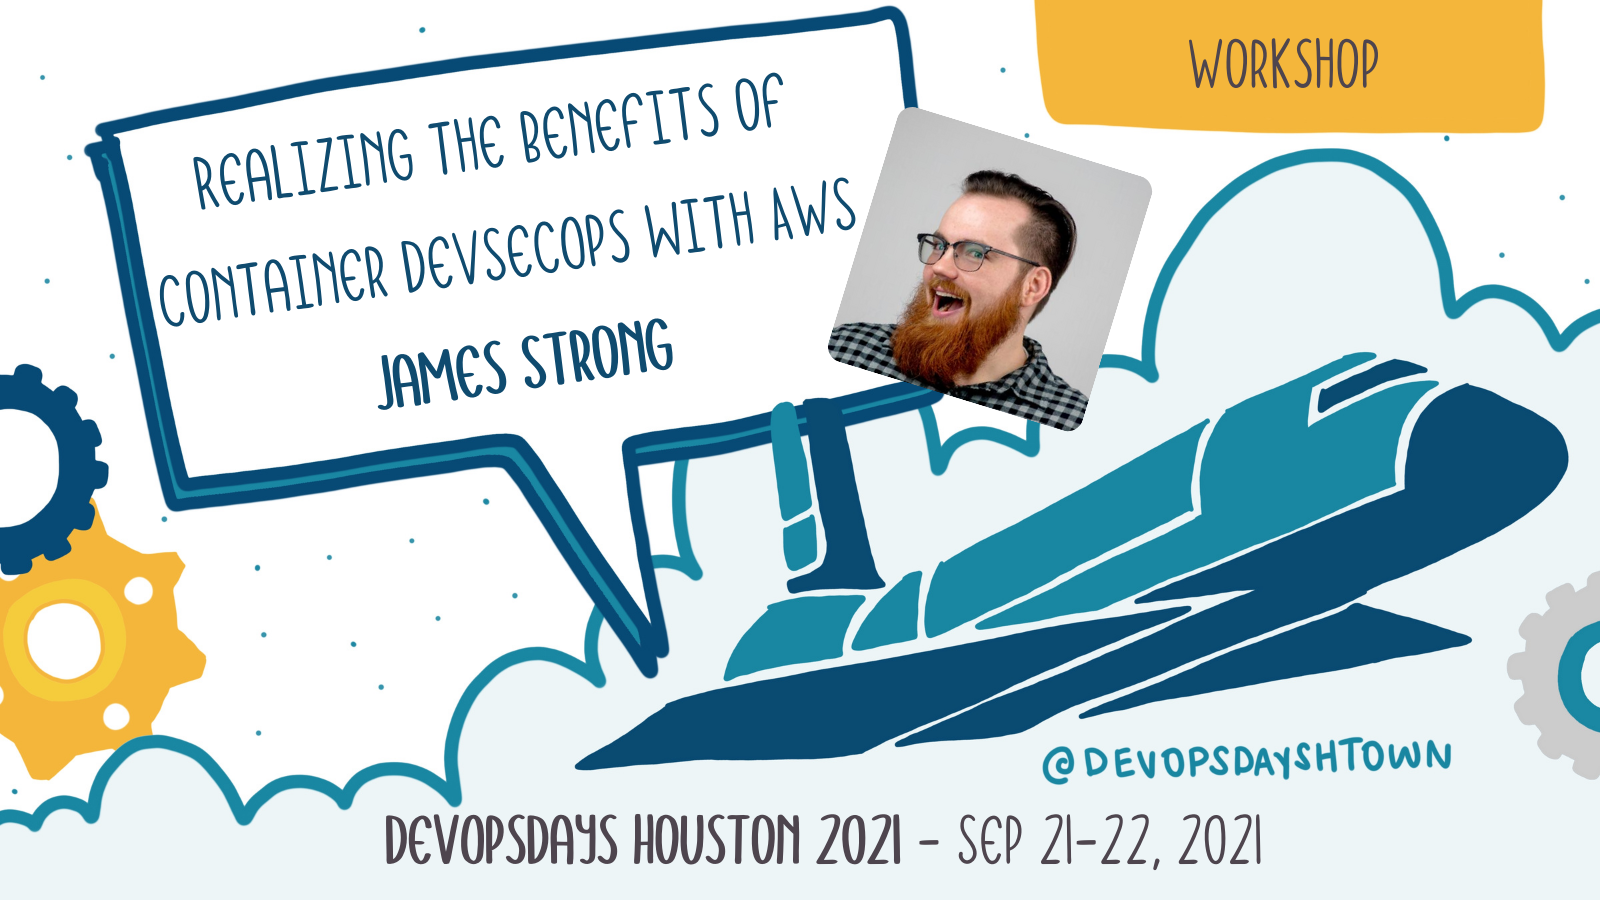 WORKSHOP
REALIZING THE BENEFITS OF
CONTAINER DEVSECOPS WITH AWS
JAMES STRONG
@DEVOPSDAYSHTOWN
DEVOPSDAYS HOUSTON 2021 - SEP 21-22, 2021